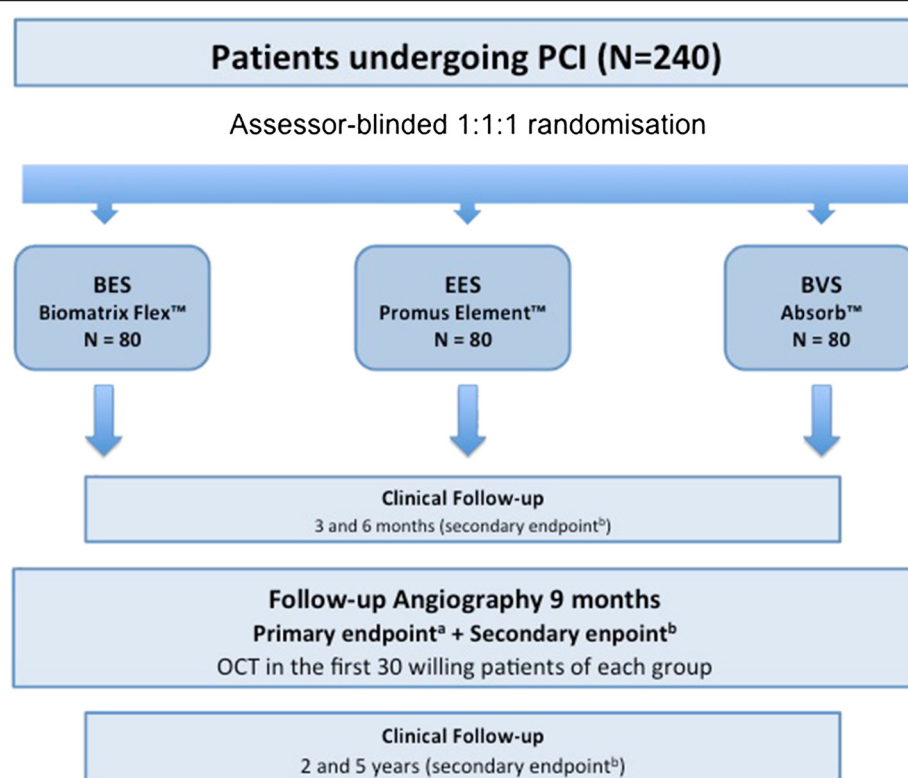 Patients undergoing PCI (N=240)
Assessor-blinded 1:1:1 randomisation
BES
Biomatrix Flex™
N = 80
EES
Promus Element™
N = 80
BVS
Absorb™
N = 80
Clinical Follow-up
3 and 6 months (secondary endpointᵇ)
Follow-up Angiography 9 months
Primary endpointᵃ + Secondary enpointᵇ
OCT in the first 30 willing patients of each group
Clinical Follow-up
2 and 5 years (secondary endpointᵇ)